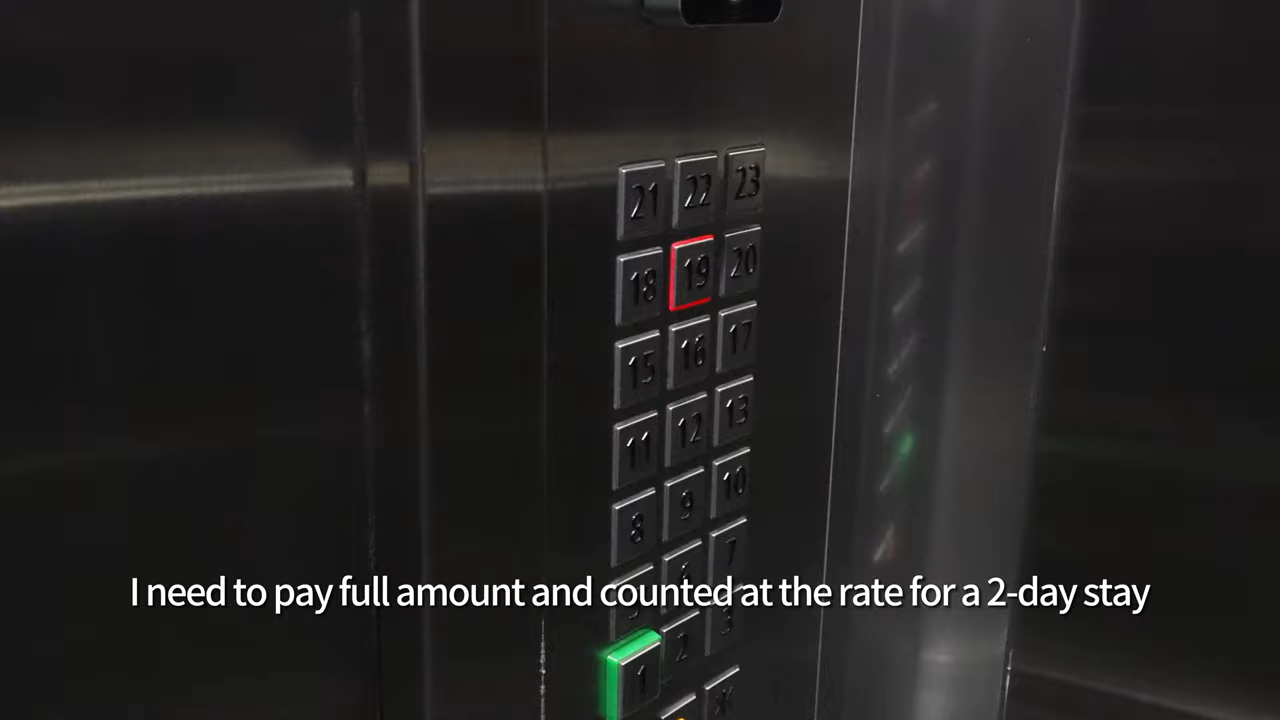 21 22 23
18 19 20
15 16 17
11 12 13
8 9 10
7
I need to pay full amount and counted at the rate for a 2-day stay
2 3
1
*